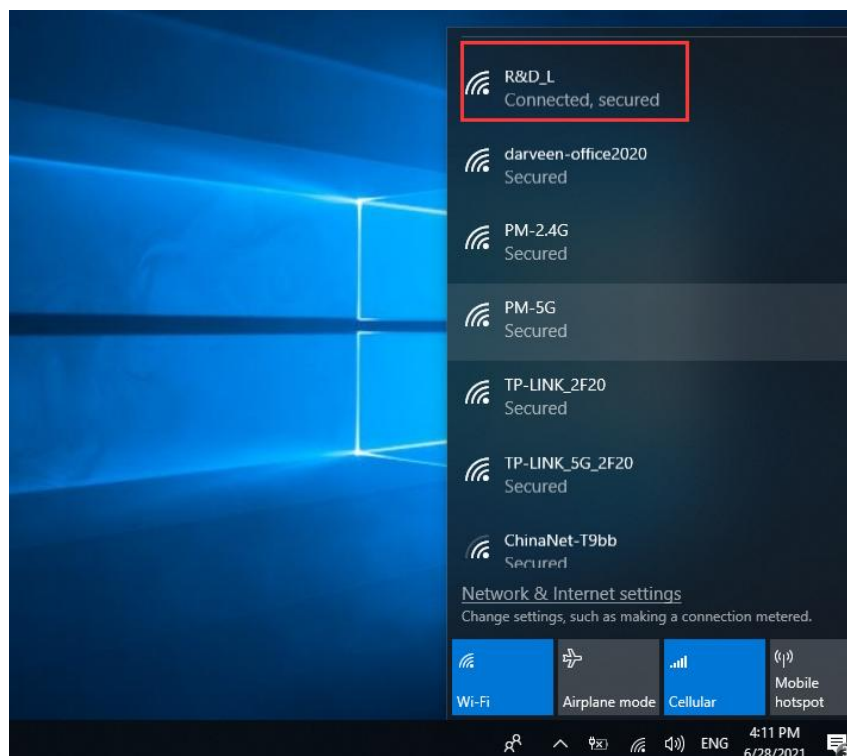 R&D_L
Connected, secured
darveen-office2020
Secured
PM-2.4G
Secured
PM-5G
Secured
TP-LINK_2F20
Secured
TP-LINK_5G_2F20
Secured
ChinaNet-T9bb
Secured
Network & Internet settings
Change settings, such as making a connection metered.
Wi-Fi
Airplane mode
Cellular
Mobile
hotspot
ENG
4:11 PM
6/28/2021